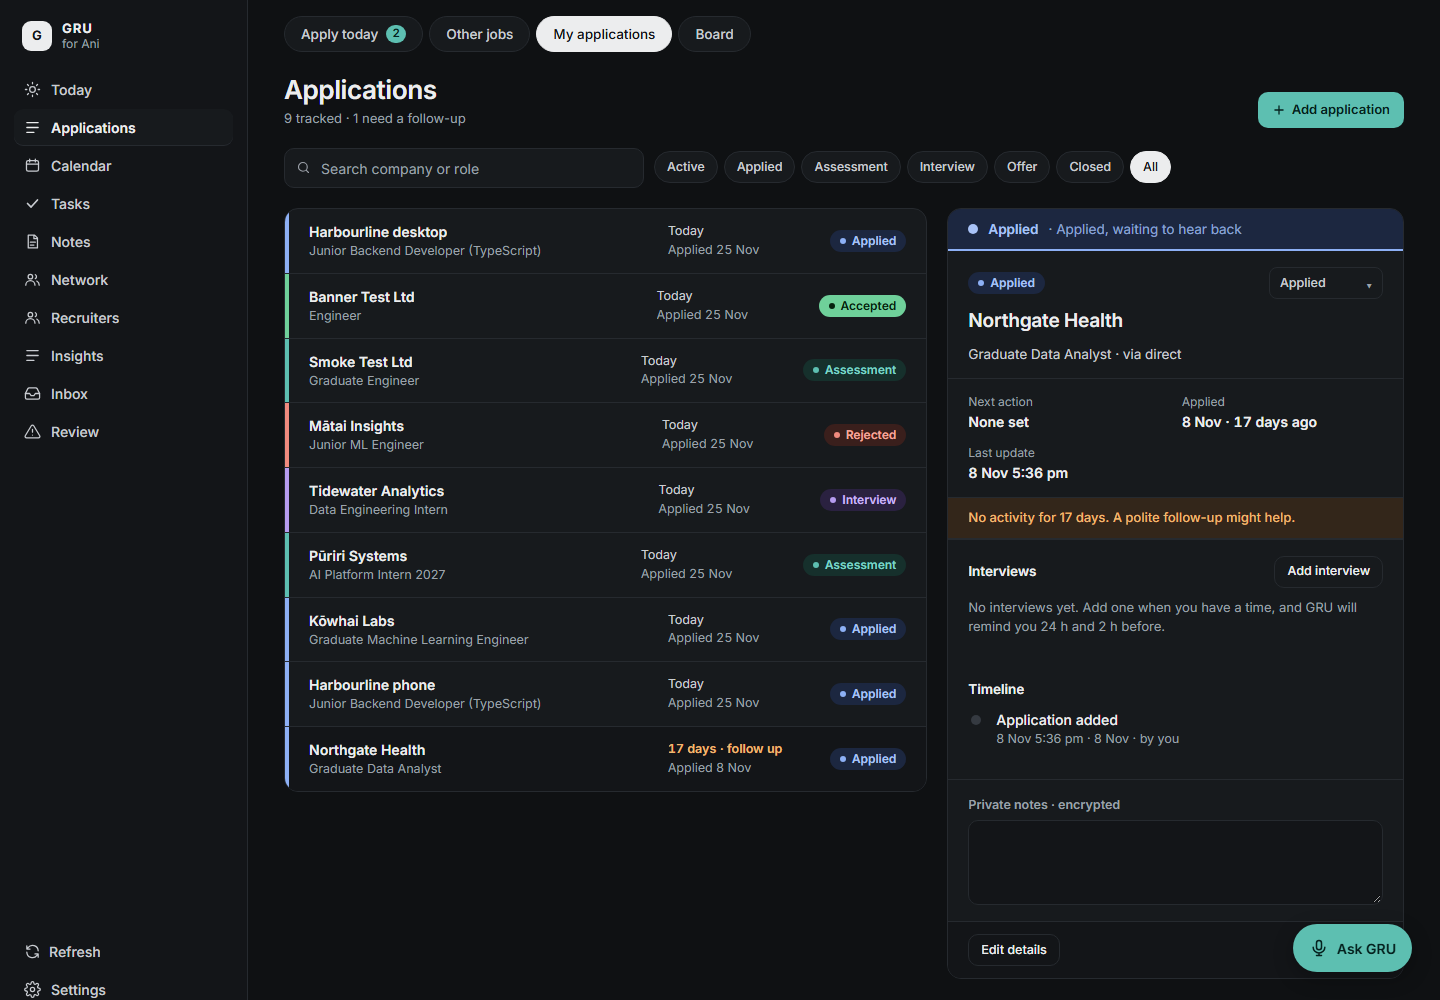 G
GRU
for Ani
Today
Applications
Calendar
Tasks
Notes
Network
Recruiters
Insights
Inbox
Review
Refresh
Settings
Apply today 2
Other jobs
My applications
Board
Applications
9 tracked · 1 need a follow-up
+ Add application
Search company or role
Active
Applied
Assessment
Interview
Offer
Closed
All
Harbourline desktop
Junior Backend Developer (TypeScript)
Today
Applied 25 Nov
Applied
Banner Test Ltd
Engineer
Today
Applied 25 Nov
Accepted
Smoke Test Ltd
Graduate Engineer
Today
Applied 25 Nov
Assessment
Mātai Insights
Junior ML Engineer
Today
Applied 25 Nov
Rejected
Tidewater Analytics
Data Engineering Intern
Today
Applied 25 Nov
Interview
Pūriri Systems
AI Platform Intern 2027
Today
Applied 25 Nov
Assessment
Kōwhai Labs
Graduate Machine Learning Engineer
Today
Applied 25 Nov
Applied
Harbourline phone
Junior Backend Developer (TypeScript)
Today
Applied 25 Nov
Applied
Northgate Health
Graduate Data Analyst
17 days · follow up
Applied 8 Nov
Applied
Applied · Applied, waiting to hear back
Applied
Applied
Northgate Health
Graduate Data Analyst · via direct
Next action
None set
Applied
8 Nov · 17 days ago
Last update
8 Nov 5:36 pm
No activity for 17 days. A polite follow-up might help.
Interviews
Add interview
No interviews yet. Add one when you have a time, and GRU will
remind you 24 h and 2 h before.
Timeline
Application added
8 Nov 5:36 pm · 8 Nov · by you
Private notes · encrypted
Edit details
Ask GRU